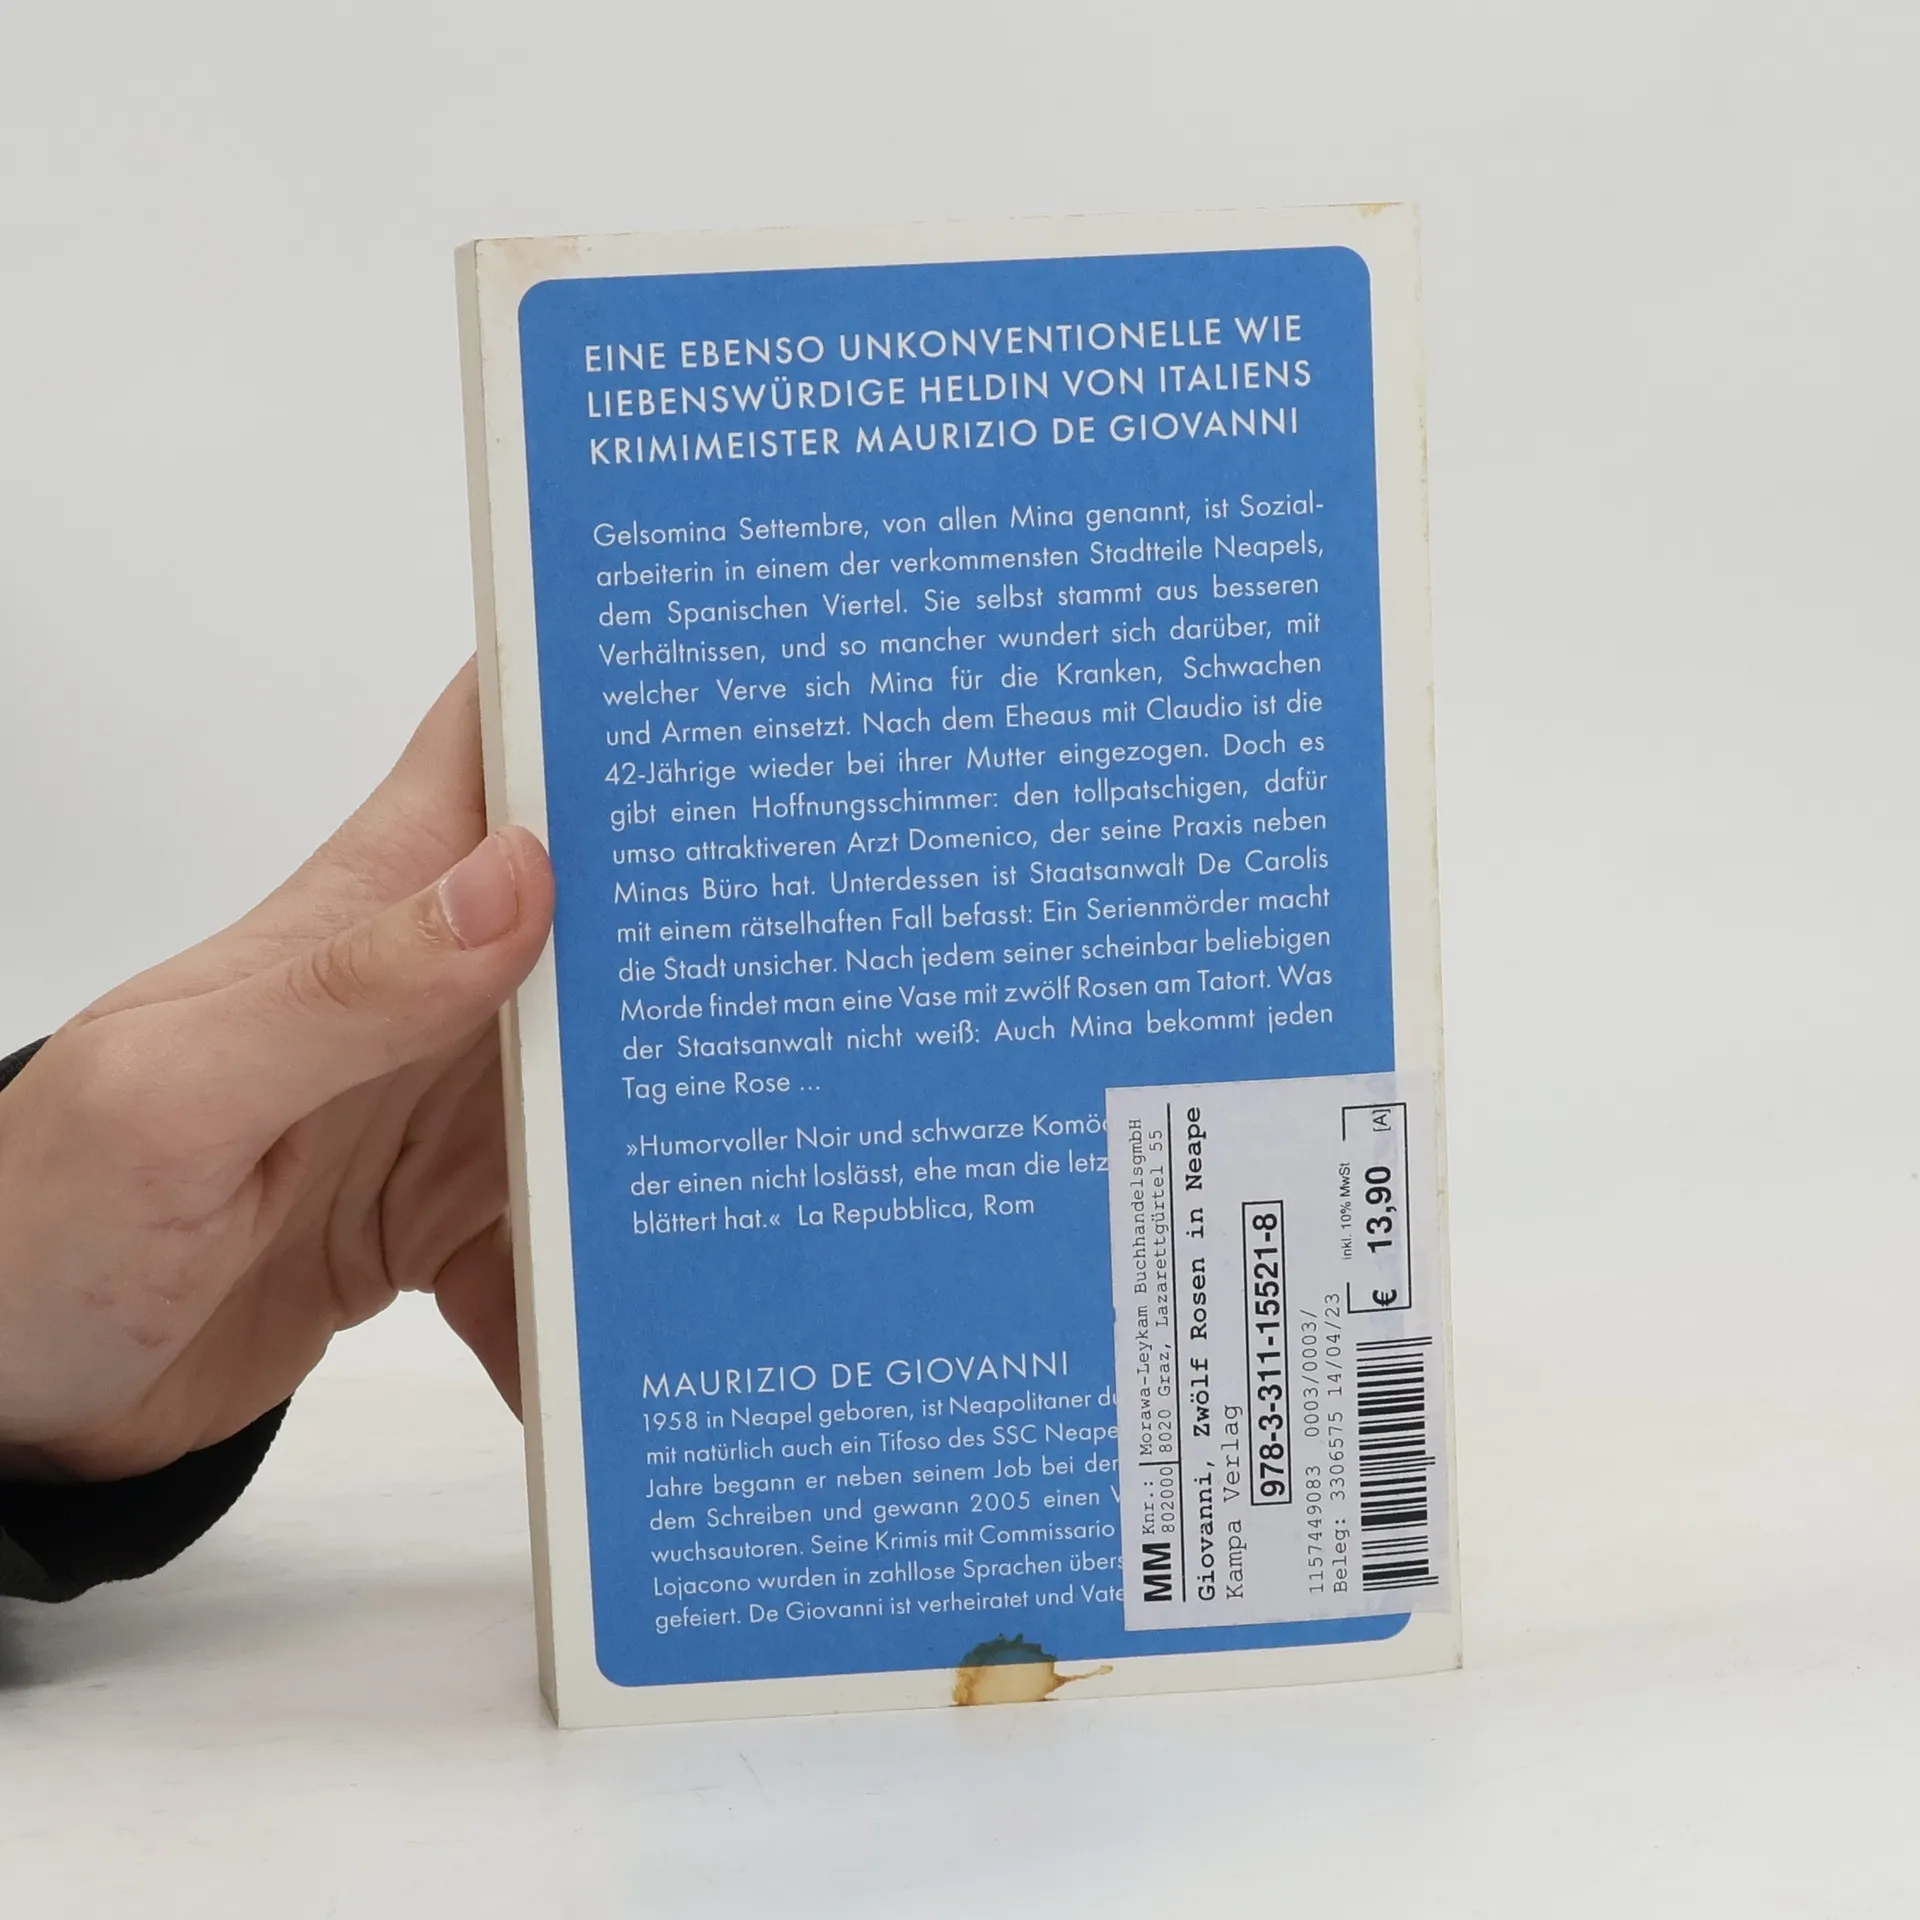 EINE EBENSO UNKONVENTIONELLE WIE
LIEBENSWÜRDIGE HELDIN VON ITALIENS
KRIMIMEISTER MAURIZIO DE GIOVANNI
Gelsomina Settembre, von allen Mina genannt, ist Sozial-
arbeiterin in einem der verkommensten Stadtteile Neapels,
dem Spanischen Viertel. Sie selbst stammt aus besseren
Verhältnissen, und so mancher wundert sich darüber, mit
welcher Verve sich Mina für die Kranken, Schwachen
und Armen einsetzt. Nach dem Eheaus mit Claudio ist die
42-Jährige wieder bei ihrer Mutter eingezogen. Doch es
gibt einen Hoffnungsschimmer: den tollpatschigen, dafür
umso attraktiveren Arzt Domenico, der seine Praxis neben
Minas Büro hat. Unterdessen ist Staatsanwalt De Carolis
mit einem rätselhaften Fall befasst: Ein Serienmörder macht
die Stadt unsicher. Nach jedem seiner scheinbar beliebigen
Morde findet man eine Vase mit zwölf Rosen am Tatort. Was
der Staatsanwalt nicht weiß: Auch Mina bekommt jeden
Tag eine Rose ...
»Humorvoller Noir und schwarze Komö
der einen nicht loslässt, ehe man die letz
blättert hat.« La Repubblica, Rom
MAURIZIO DE GIOVANNI
1958 in Neapel geboren, ist Neapolitaner du
mit natürlich auch ein Tifoso des SSC Neape
Jahre begann er neben seinem Job bei der
dem Schreiben und gewann 2005 einen
wuchsautoren. Seine Krimis mit Commissario
Lojacono wurden in zahllose Sprachen übers
gefeiert. De Giovanni ist verheiratet und Vate
MM Knr.: Morawa-Leykam BuchhandelsgmbH
802000 8020 Graz, Lazarettgürtel 55
Giovanni, Zwölf Rosen in Neape
Kampa Verlag
978-3-311-15521-8
1157449083 0003/0003/
Beleg: 3306575 14/04/23
inkl. 10% MwSt
€ 13,90 [A]